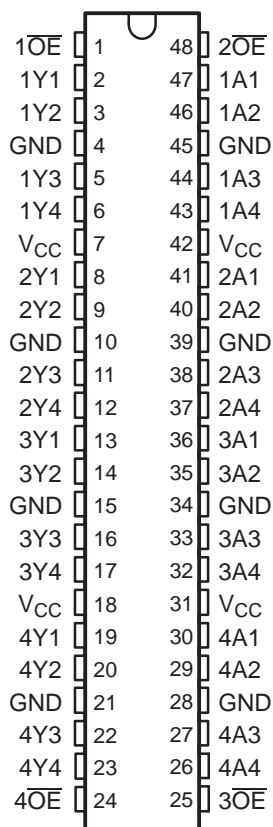 1O̅E̅ 1 48 2O̅E̅
1Y1 2 47 1A1
1Y2 3 46 1A2
GND 4 45 GND
1Y3 5 44 1A3
1Y4 6 43 1A4
VCC 7 42 VCC
2Y1 8 41 2A1
2Y2 9 40 2A2
GND 10 39 GND
2Y3 11 38 2A3
2Y4 12 37 2A4
3Y1 13 36 3A1
3Y2 14 35 3A2
GND 15 34 GND
3Y3 16 33 3A3
3Y4 17 32 3A4
VCC 18 31 VCC
4Y1 19 30 4A1
4Y2 20 29 4A2
GND 21 28 GND
4Y3 22 27 4A3
4Y4 23 26 4A4
4O̅E̅ 24 25 3O̅E̅